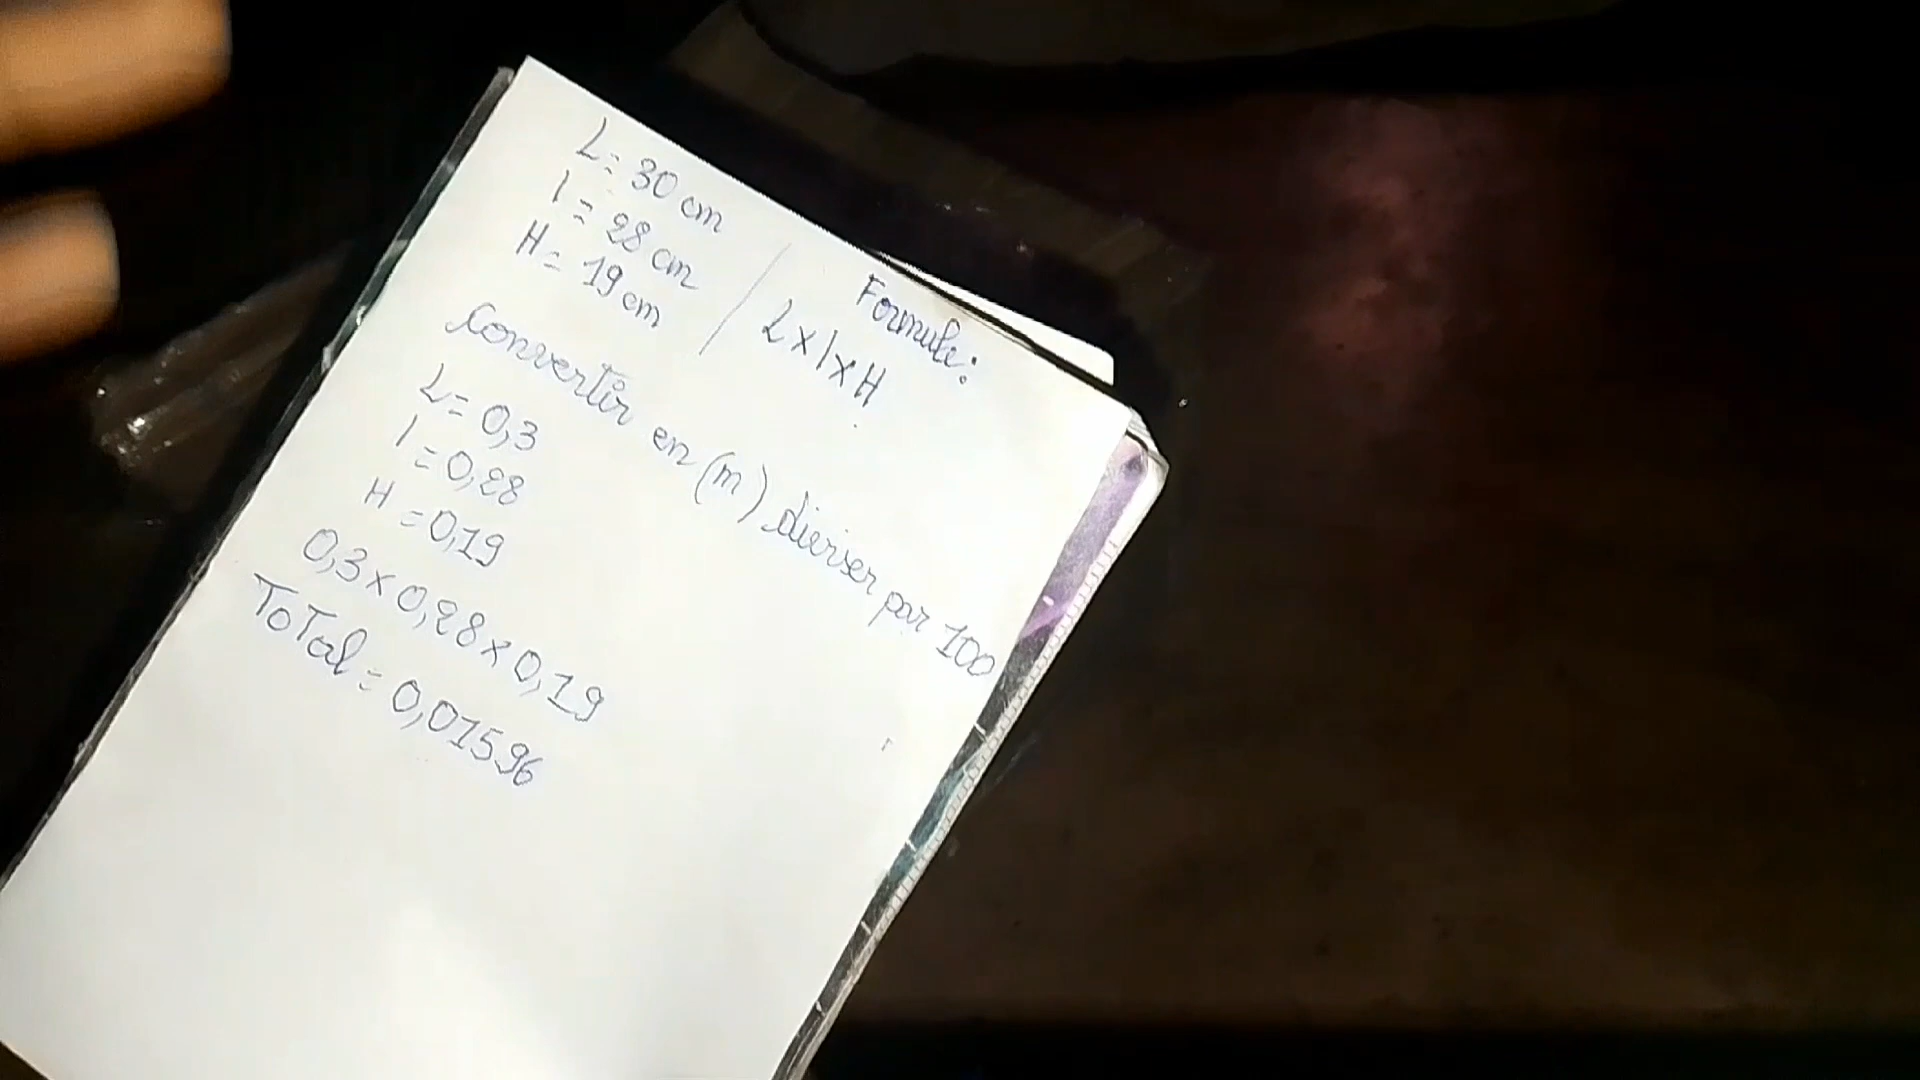 L = 30 cm
l = 28 cm
H = 19 cm
Formule :
L x l x H
Convertir en (m) diviser par 100
L = 0,3
l = 0,28
H = 0,19
0,3 x 0,28 x 0,19
ToTal = 0,01596